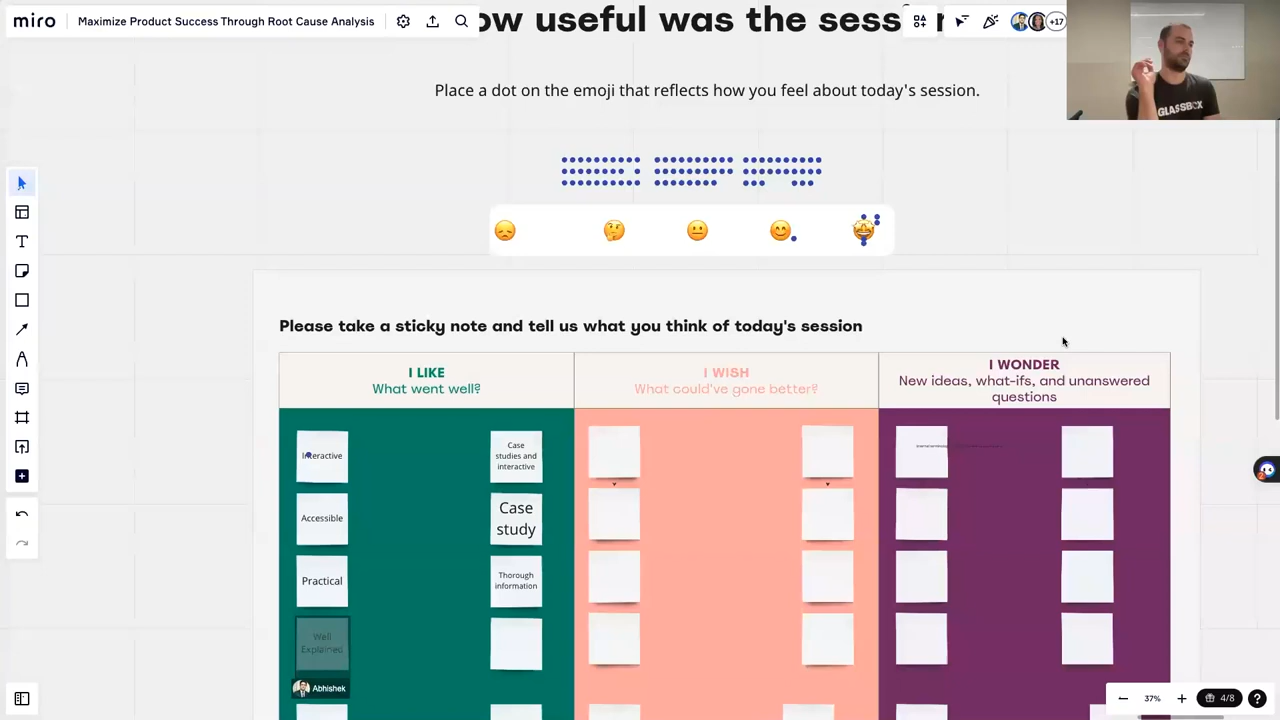 miro
Maximize Product Success Through Root Cause Analysis
+17
ow useful was the sess
GLASSBOX
Place a dot on the emoji that reflects how you feel about today's session.
Please take a sticky note and tell us what you think of today's session
I LIKE
What went well?
I WISH
What could've gone better?
I WONDER
New ideas, what-ifs, and unanswered
questions
Interactive
Case
studies and
interactive
Accessible
Case
study
Practical
Thorough
information
Well
Explained
Abhishek
37%
4/8